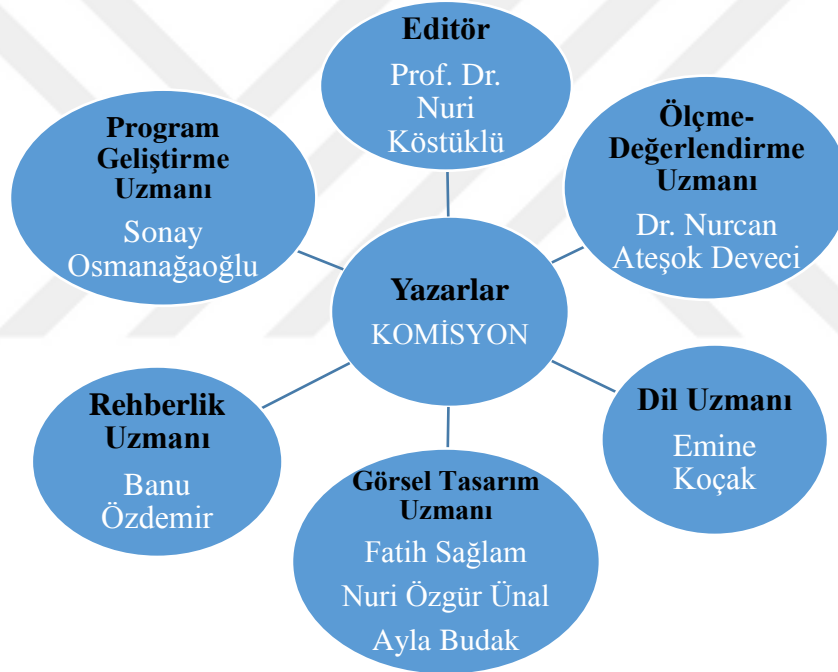 Editör
Prof. Dr.
Nuri
Köstüklü
Ölçme-
Değerlendirme
Uzmanı
Dr. Nurcan
Ateşok Deveci
Program
Geliştirme
Uzmanı
Sonay
Osmanağaoğlu
Yazarlar
KOMİSYON
Dil Uzmanı
Emine
Koçak
Rehberlik
Uzmanı
Banu
Özdemir
Görsel Tasarım
Uzmanı
Fatih Sağlam
Nuri Özgür Ünal
Ayla Budak